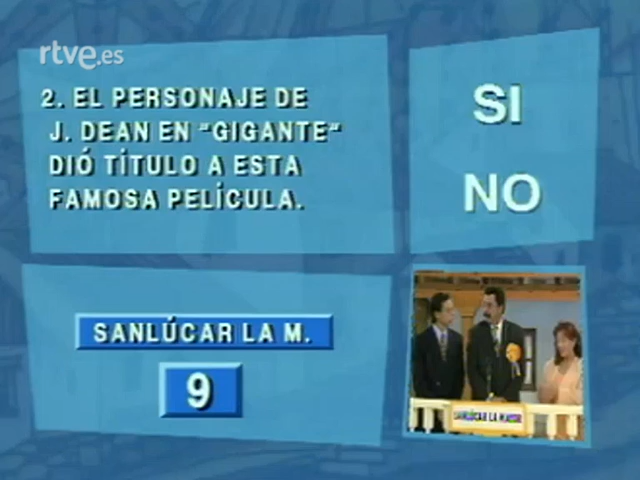 rtve.es
2. EL PERSONAJE DE
J. DEAN EN "GIGANTE"
DIÓ TÍTULO A ESTA
FAMOSA PELÍCULA.
SI
NO
SANLÚCAR LA M.
9
SANLÚCAR LA MAYOR